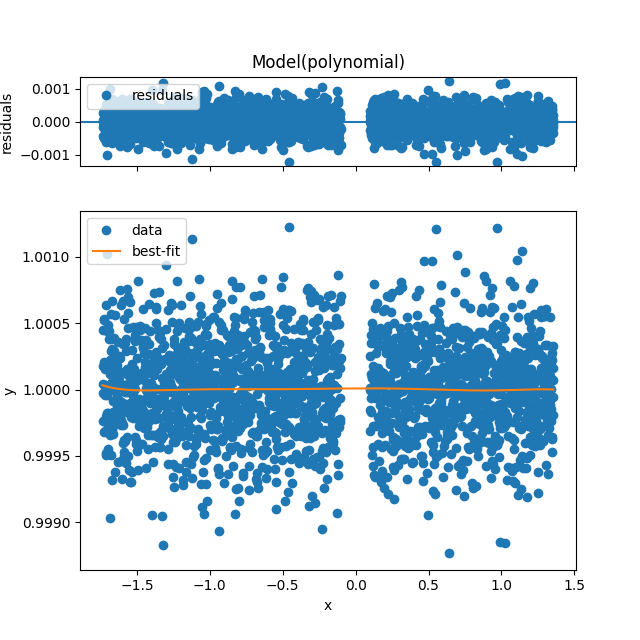 Model(polynomial)
residuals
0.001
0.000
−0.001
residuals
data
best-fit
y
1.0010
1.0005
1.0000
0.9995
0.9990
−1.5 −1.0 −0.5 0.0 0.5 1.0 1.5
x